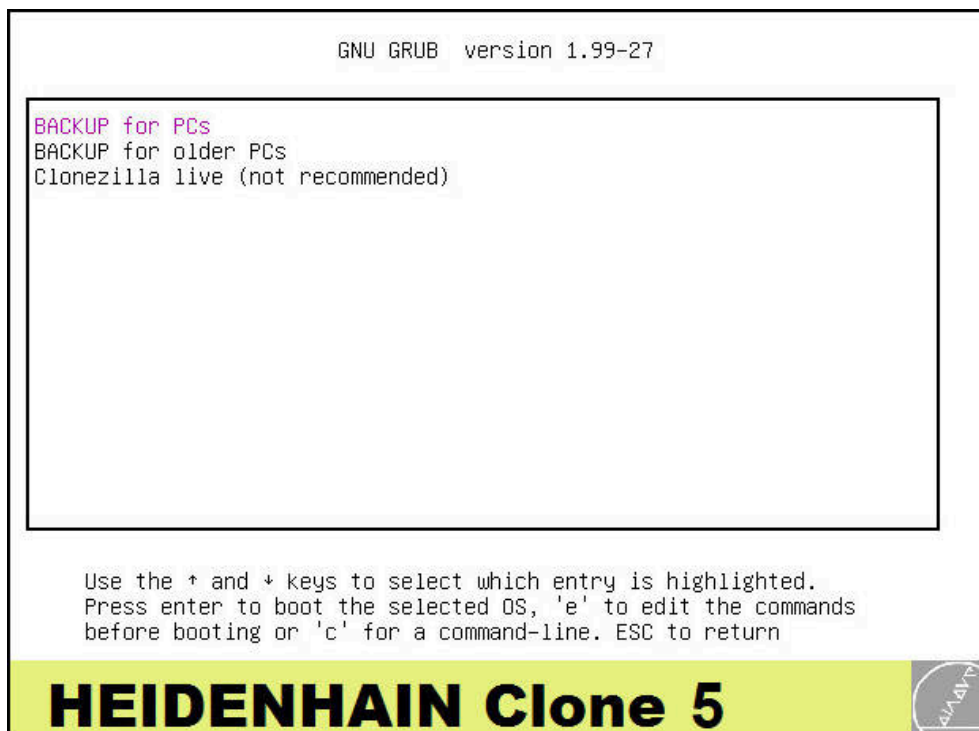 GNU GRUB version 1.99-27
BACKUP for PCs
BACKUP for older PCs
Clonezilla live (not recommended)
Use the ↑ and ↓ keys to select which entry is highlighted.
Press enter to boot the selected OS, 'e' to edit the commands
before booting or 'c' for a command-line. ESC to return
HEIDENHAIN Clone 5